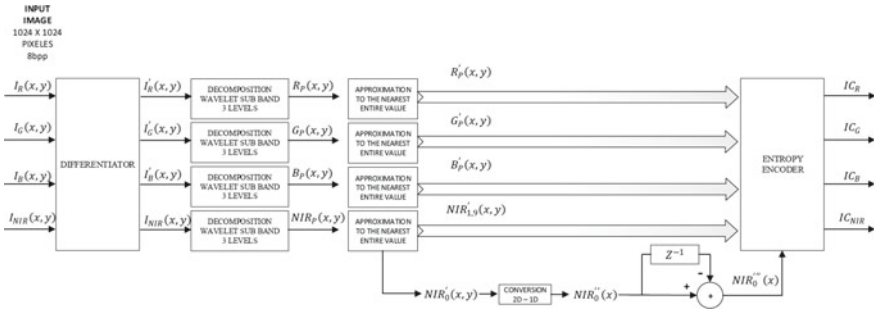 INPUT
IMAGE
1024 X 1024
PIXELES
8bpp
I_R(x, y)
I_G(x, y)
I_B(x, y)
I_NIR(x, y)
DIFFERENTIATOR
I'_R(x, y)
I'_G(x, y)
I'_B(x, y)
I_NIR(x, y)
DECOMPOSITION
WAVELET SUB BAND
3 LEVELS
DECOMPOSITION
WAVELET SUB BAND
3 LEVELS
DECOMPOSITION
WAVELET SUB BAND
3 LEVELS
DECOMPOSITION
WAVELET SUB BAND
3 LEVELS
R_P(x, y)
G_P(x, y)
B_P(x, y)
NIR_P(x, y)
APPROXIMATION
TO THE NEAREST
ENTIRE VALUE
APPROXIMATION
TO THE NEAREST
ENTIRE VALUE
APPROXIMATION
TO THE NEAREST
ENTIRE VALUE
APPROXIMATION
TO THE NEAREST
ENTIRE VALUE
R'_P(x, y)
G'_P(x, y)
B'_P(x, y)
NIR'_1,9(x, y)
ENTROPY
ENCODER
IC_R
IC_G
IC_B
IC_NIR
NIR'_0(x, y)
CONVERSION
2D – 1D
NIR''_0(x)
Z^-1
-
+
NIR'''_0(x)